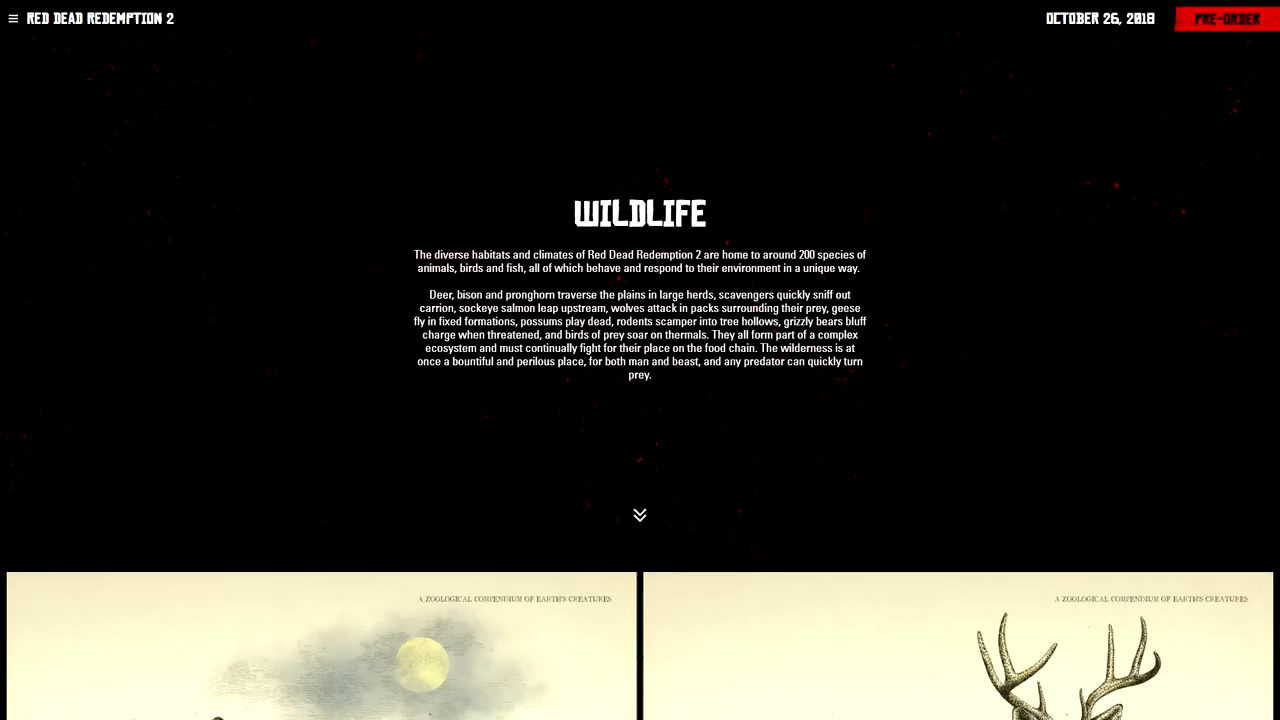 RED DEAD REDEMPTION 2
OCTOBER 26, 2018
PRE-ORDER
WILDLIFE
The diverse habitats and climates of Red Dead Redemption 2 are home to around 200 species of
animals, birds and fish, all of which behave and respond to their environment in a unique way.
Deer, bison and pronghorn traverse the plains in large herds, scavengers quickly sniff out
carrion, sockeye salmon leap upstream, wolves attack in packs surrounding their prey, geese
fly in fixed formations, possums play dead, rodents scamper into tree hollows, grizzly bears bluff
charge when threatened, and birds of prey soar on thermals. They all form part of a complex
ecosystem and must continually fight for their place on the food chain. The wilderness is at
once a bountiful and perilous place, for both man and beast, and any predator can quickly turn
prey.
A ZOOLOGICAL COMPENDIUM OF EARTH'S CREATURES
A ZOOLOGICAL COMPENDIUM OF EARTH'S CREATURES